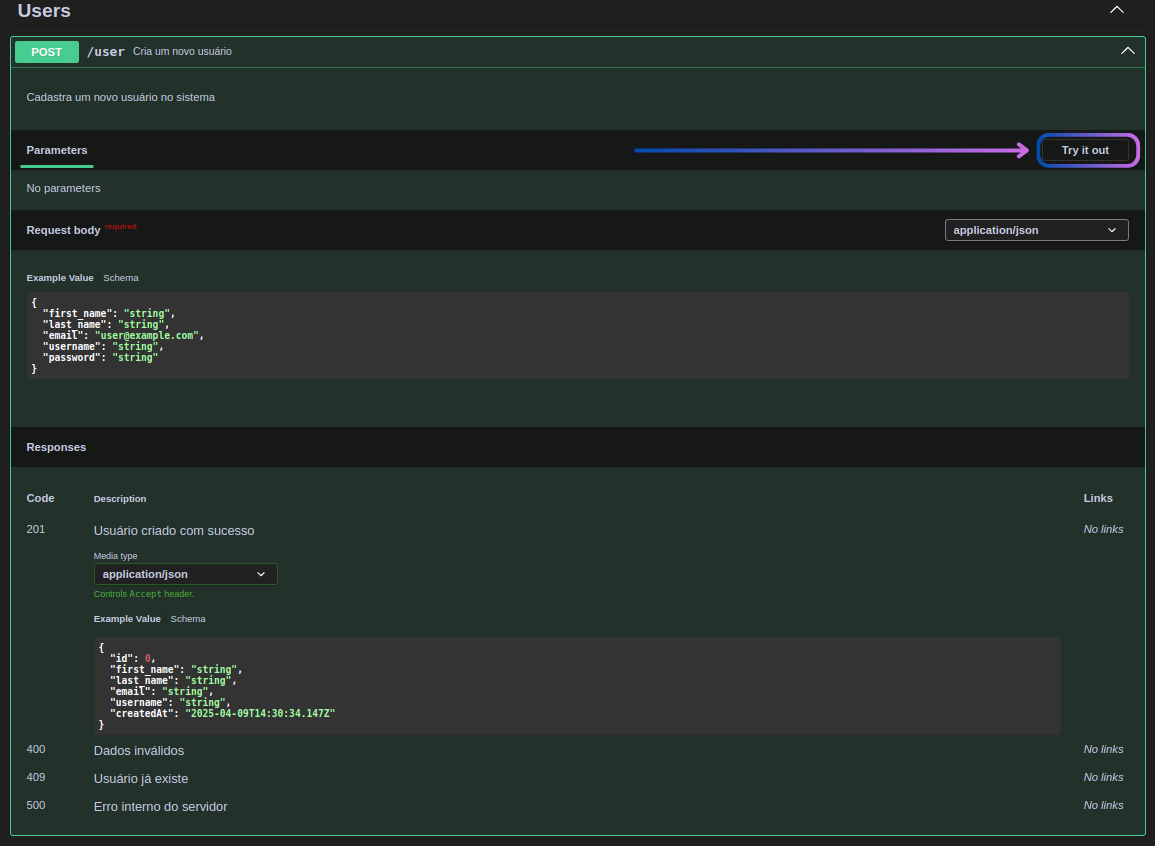 Users
POST /user Cria um novo usuário
Cadastra um novo usuário no sistema
Parameters Try it out
No parameters
Request body required application/json
Example Value Schema
{
"first_name": "string",
"last_name": "string",
"email": "user@example.com",
"username": "string",
"password": "string"
}
Responses
Code Description Links
201 Usuário criado com sucesso No links
Media type
application/json
Controls Accept header.
Example Value Schema
{
"id": 0,
"first_name": "string",
"last_name": "string",
"email": "string",
"username": "string",
"createdAt": "2025-04-09T14:30:34.147Z"
}
400 Dados inválidos No links
409 Usuário já existe No links
500 Erro interno do servidor No links